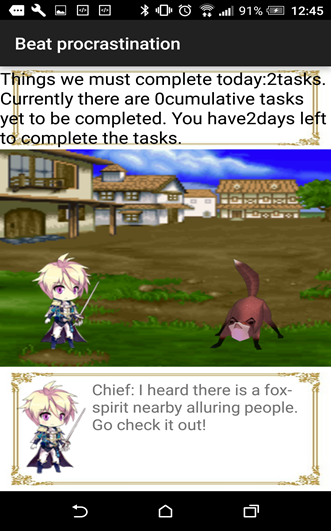 91% 12:45
Beat procrastination
Things we must complete today:2tasks.
Currently there are 0cumulative tasks
yet to be completed. You have2days left
to complete the tasks.
Chief: I heard there is a fox-
spirit nearby alluring people.
Go check it out!